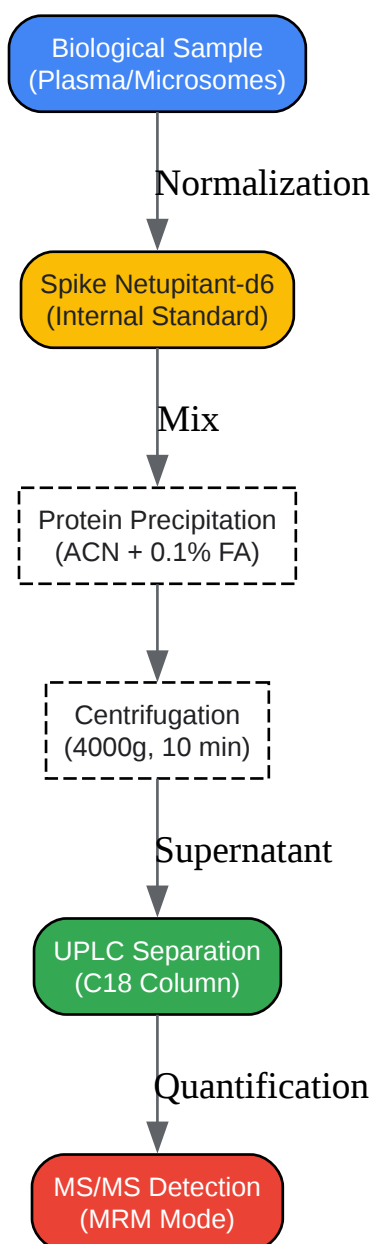 Biological Sample
(Plasma/Microsomes)
Normalization
Spike Netupitant-d6
(Internal Standard)
Mix
Protein Precipitation
(ACN + 0.1% FA)
Centrifugation
(4000g, 10 min)
Supernatant
UPLC Separation
(C18 Column)
Quantification
MS/MS Detection
(MRM Mode)